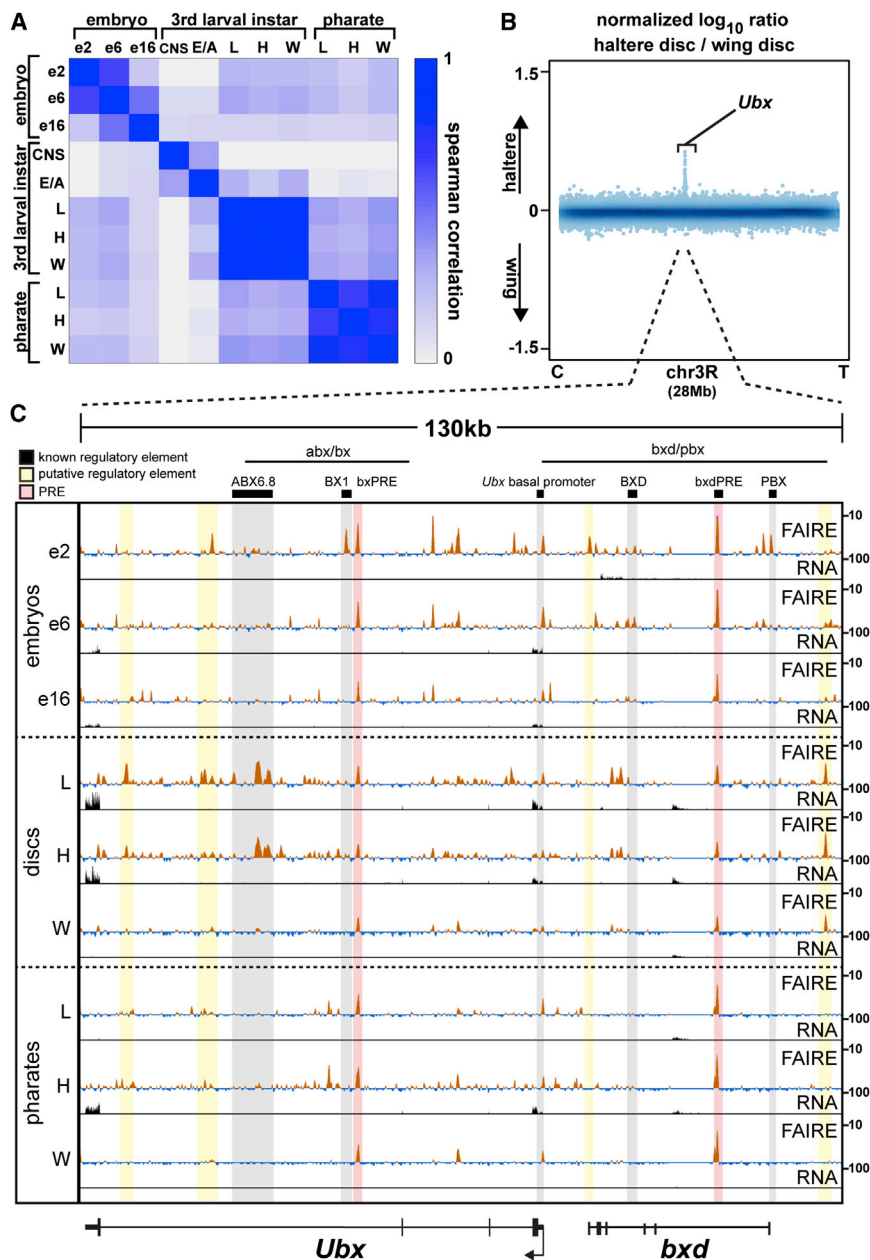 A
embryo
3rd larval instar
pharate
e2 e6 e16 CNS E/A L H W L H W
embryo
e2
e6
e16
3rd larval instar
CNS
E/A
L
H
W
pharate
L
H
W
1
spearman correlation
0
B
normalized log10 ratio
haltere disc / wing disc
1.5
Ubx
haltere
0
wing
-1.5
C
chr3R
T
(28Mb)
C
130kb
known regulatory element
putative regulatory element
PRE
abx/bx
bxd/pbx
ABX6.8
BX1
bxPRE
Ubx basal promoter
BXD
bxdPRE
PBX
embryos
e2
FAIRE
10
RNA
100
e6
FAIRE
10
RNA
100
e16
FAIRE
10
RNA
100
discs
L
FAIRE
10
RNA
100
H
FAIRE
10
RNA
100
W
FAIRE
10
RNA
100
pharates
L
FAIRE
10
RNA
100
H
FAIRE
10
RNA
100
W
FAIRE
10
RNA
100
Ubx
bxd